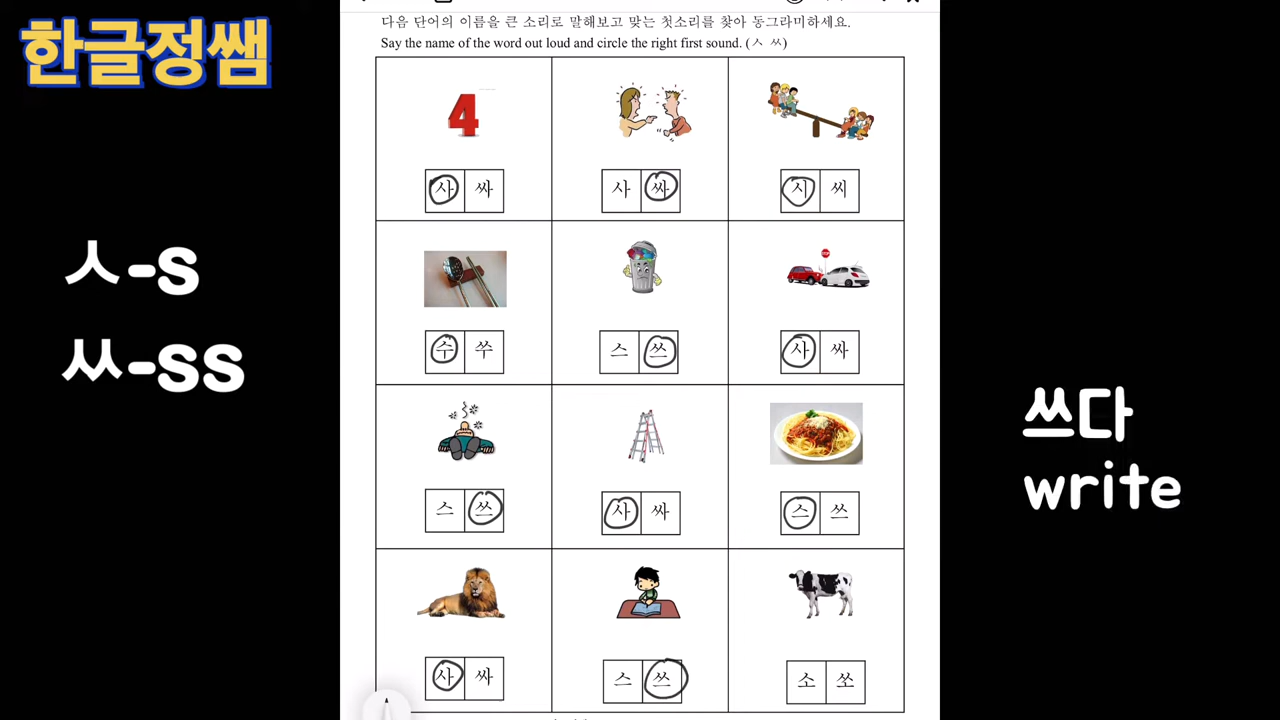 한글정쌤
다음 단어의 이름을 큰 소리로 말해보고 맞는 첫소리를 찾아 동그라미하세요.
Say the name of the word out loud and circle the right first sound. (ㅅ ㅆ)
4
사 싸
사 싸
시 씨
ㅅ-s
ㅆ-ss
STOP
수 쑤
스 쓰
사 싸
쓰다
write
스 쓰
사 싸
스 쓰
사 싸
스 쓰
소 쏘